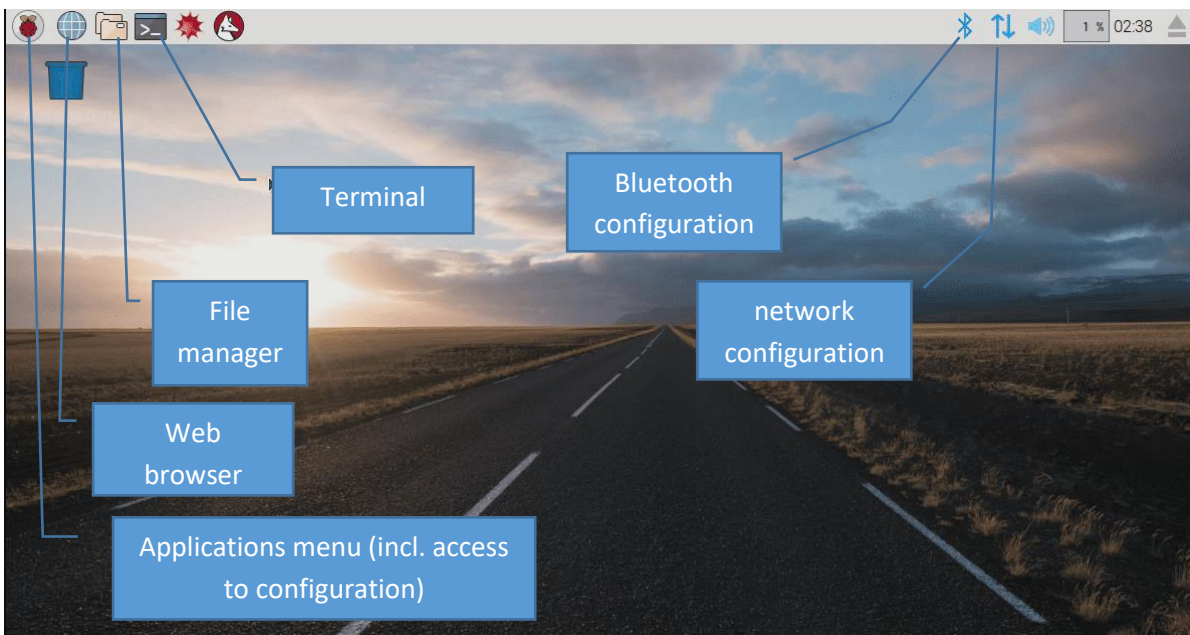 1 % 02:38
Terminal
Bluetooth
configuration
File
manager
network
configuration
Web
browser
Applications menu (incl. access
to configuration)